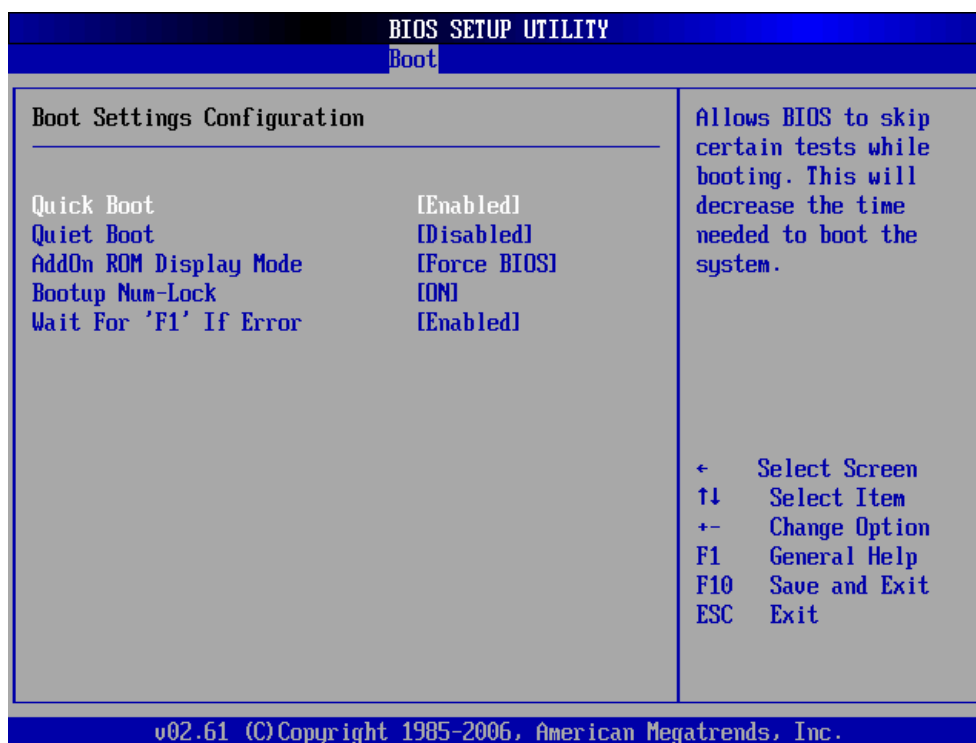 BIOS SETUP UTILITY
Boot
Boot Settings Configuration
Quick Boot [Enabled]
Quiet Boot [Disabled]
AddOn ROM Display Mode [Force BIOS]
Bootup Num-Lock [ON]
Wait For 'F1' If Error [Enabled]
Allows BIOS to skip
certain tests while
booting. This will
decrease the time
needed to boot the
system.
← Select Screen
↑↓ Select Item
+- Change Option
F1 General Help
F10 Save and Exit
ESC Exit
v02.61 (C)Copyright 1985-2006, American Megatrends, Inc.